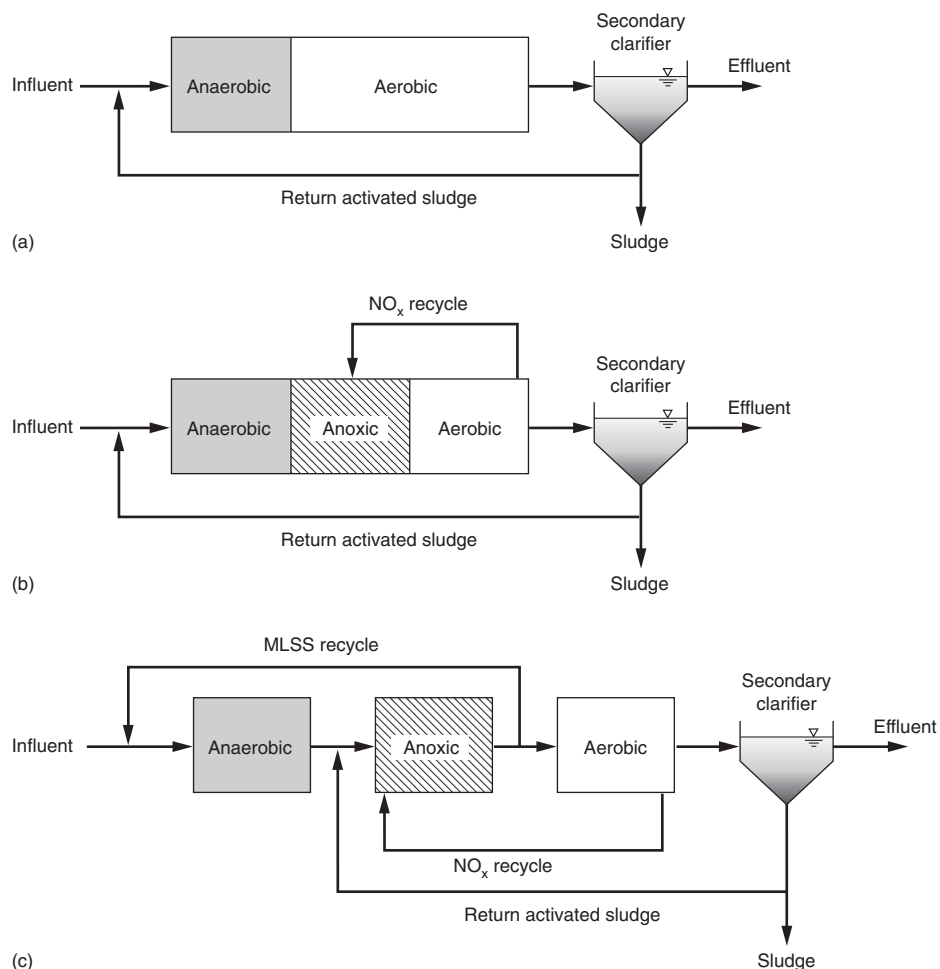 Secondary
clarifier
Influent
Anaerobic
Aerobic
Effluent
Return activated sludge
Sludge
(a)
NOx recycle
Secondary
clarifier
Influent
Anaerobic
Anoxic
Aerobic
Effluent
Return activated sludge
Sludge
(b)
MLSS recycle
Secondary
clarifier
Influent
Anaerobic
Anoxic
Aerobic
Effluent
NOx recycle
Return activated sludge
Sludge
(c)